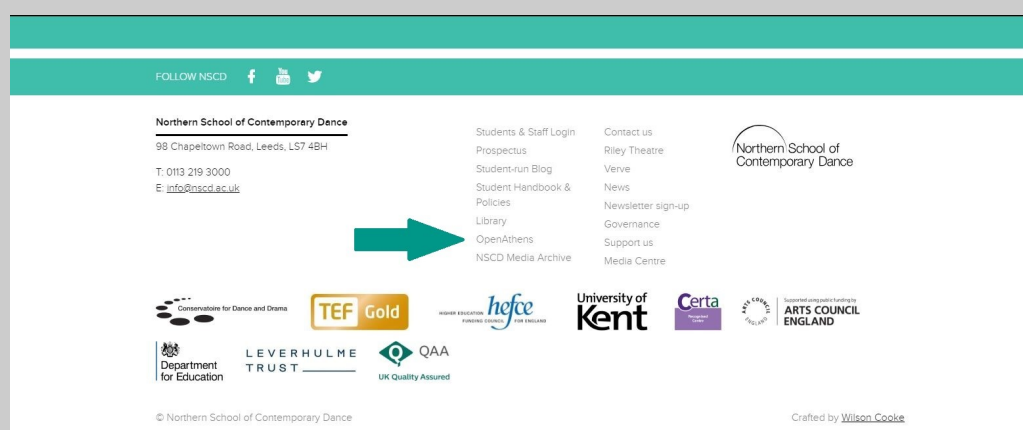 FOLLOW NSCD
Northern School of Contemporary Dance
98 Chapeltown Road, Leeds, LS7 4BH
T: 0113 219 3000
E: info@nscd.ac.uk
Students & Staff Login
Prospectus
Student-run Blog
Student Handbook &
Policies
Library
OpenAthens
NSCD Media Archive
Contact us
Riley Theatre
Verve
News
Newsletter sign-up
Governance
Support us
Media Centre
Northern School of
Contemporary Dance
Conservatoire for Dance and Drama
TEF Gold
HIGHER EDUCATION hefce
FUNDING COUNCIL FOR ENGLAND
University of
Kent
Certa
Recognised
Centre
ARTS COUNCIL ENGLAND
Supported using public funding by
ARTS COUNCIL
ENGLAND
Department
for Education
LEVERHULME
TRUST
QAA
UK Quality Assured
© Northern School of Contemporary Dance
Crafted by Wilson Cooke